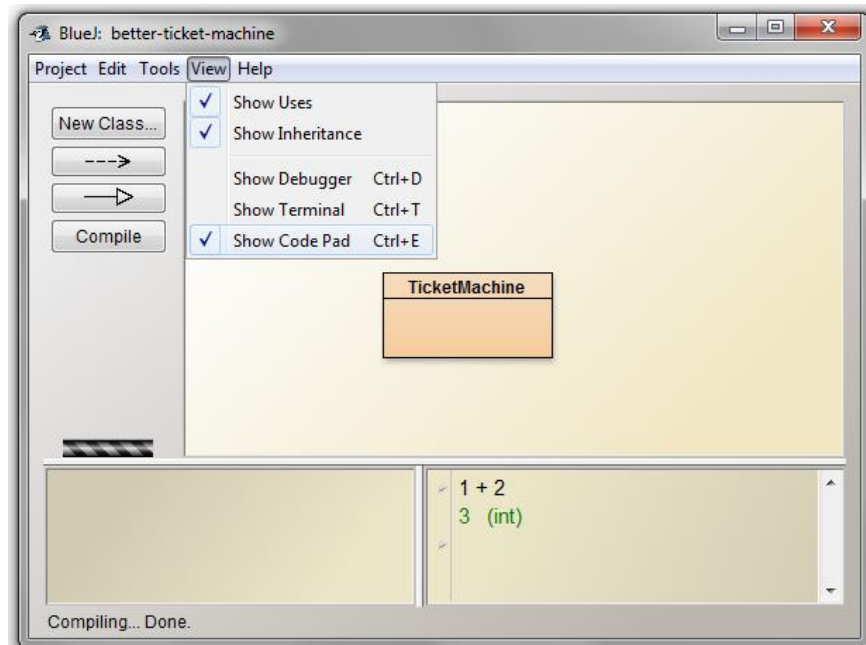 BlueJ: better-ticket-machine
Project Edit Tools View Help
New Class...
Compile
Show Uses
Show Inheritance
Show Debugger Ctrl+D
Show Terminal Ctrl+T
Show Code Pad Ctrl+E
TicketMachine
1 + 2
3 (int)
Compiling... Done.